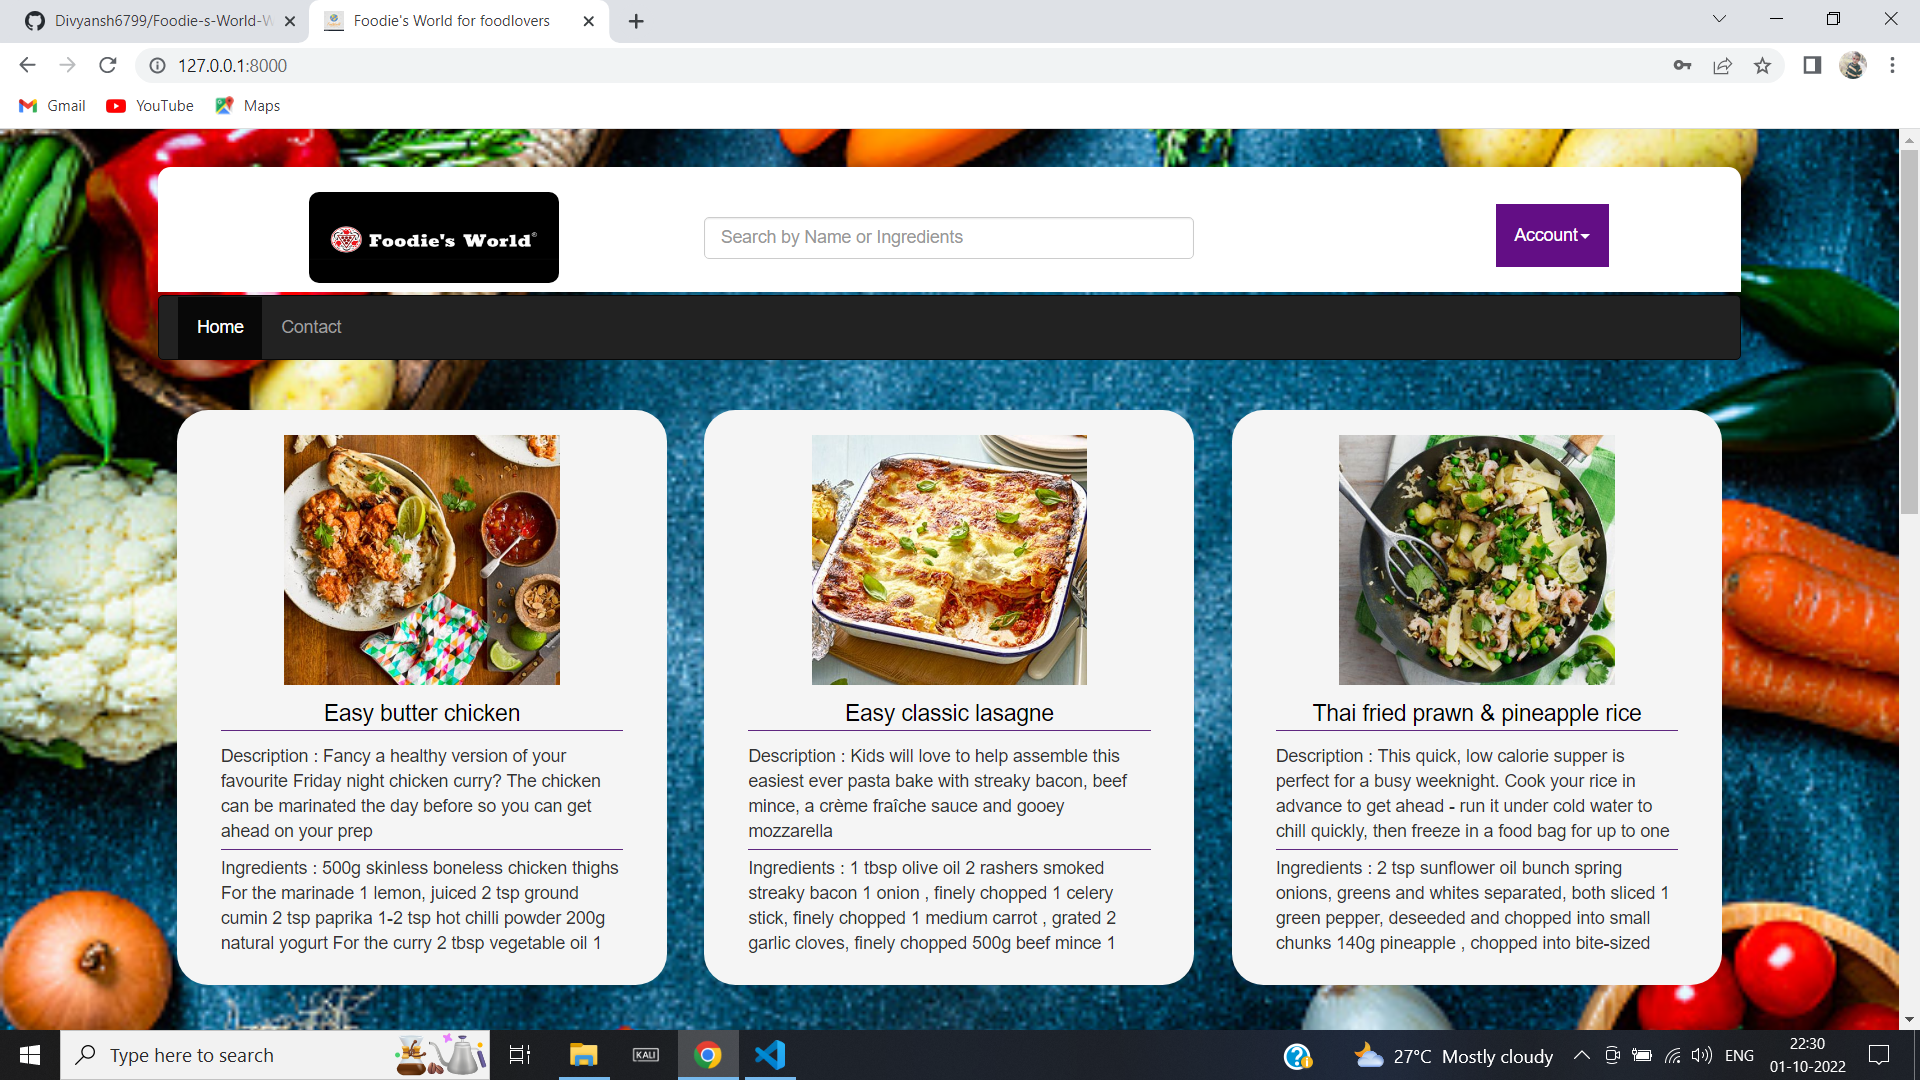 Divyansh6799/Foodie-s-World-W
Foodie's World for foodlovers
127.0.0.1:8000
Gmail
YouTube
Maps
Foodie's World®
Search by Name or Ingredients
Account
Home
Contact
Easy butter chicken
Description : Fancy a healthy version of your
favourite Friday night chicken curry? The chicken
can be marinated the day before so you can get
ahead on your prep
Ingredients : 500g skinless boneless chicken thighs
For the marinade 1 lemon, juiced 2 tsp ground
cumin 2 tsp paprika 1-2 tsp hot chilli powder 200g
natural yogurt For the curry 2 tbsp vegetable oil 1
Easy classic lasagne
Description : Kids will love to help assemble this
easiest ever pasta bake with streaky bacon, beef
mince, a crème fraîche sauce and gooey
mozzarella
Ingredients : 1 tbsp olive oil 2 rashers smoked
streaky bacon 1 onion , finely chopped 1 celery
stick, finely chopped 1 medium carrot , grated 2
garlic cloves, finely chopped 500g beef mince 1
Thai fried prawn & pineapple rice
Description : This quick, low calorie supper is
perfect for a busy weeknight. Cook your rice in
advance to get ahead - run it under cold water to
chill quickly, then freeze in a food bag for up to one
Ingredients : 2 tsp sunflower oil bunch spring
onions, greens and whites separated, both sliced 1
green pepper, deseeded and chopped into small
chunks 140g pineapple , chopped into bite-sized
Type here to search
KALI
27°C Mostly cloudy
ENG
22:30
01-10-2022